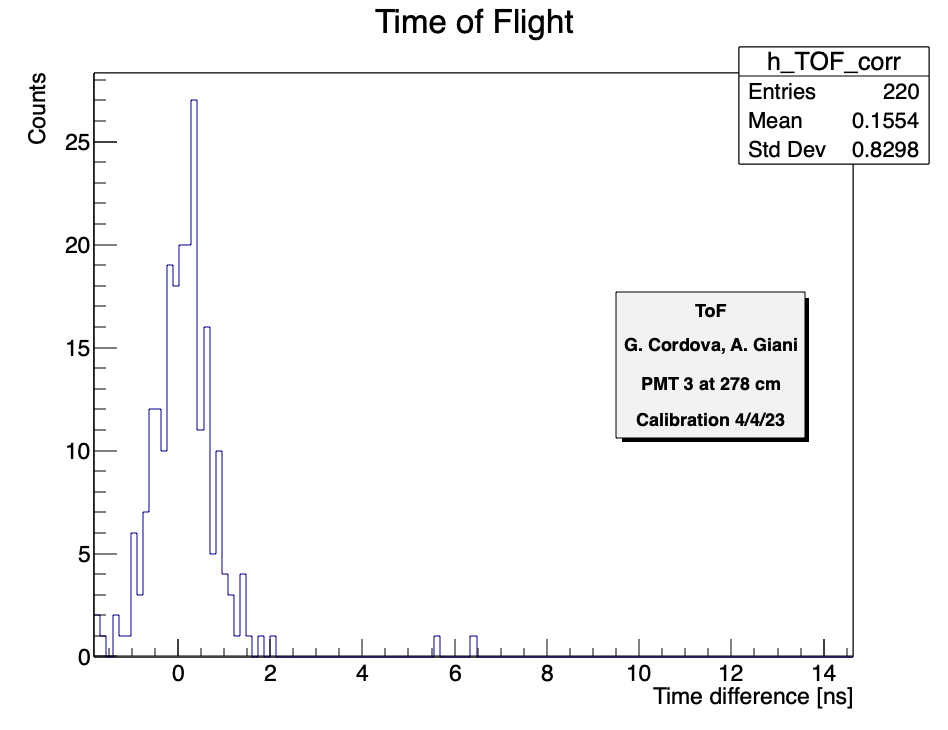 Time of Flight
h_TOF_corr
Entries 220
Mean 0.1554
Std Dev 0.8298
Counts
25
20
15
10
5
0
ToF
G. Cordova, A. Giani
PMT 3 at 278 cm
Calibration 4/4/23
0 2 4 6 8 10 12 14
Time difference [ns]